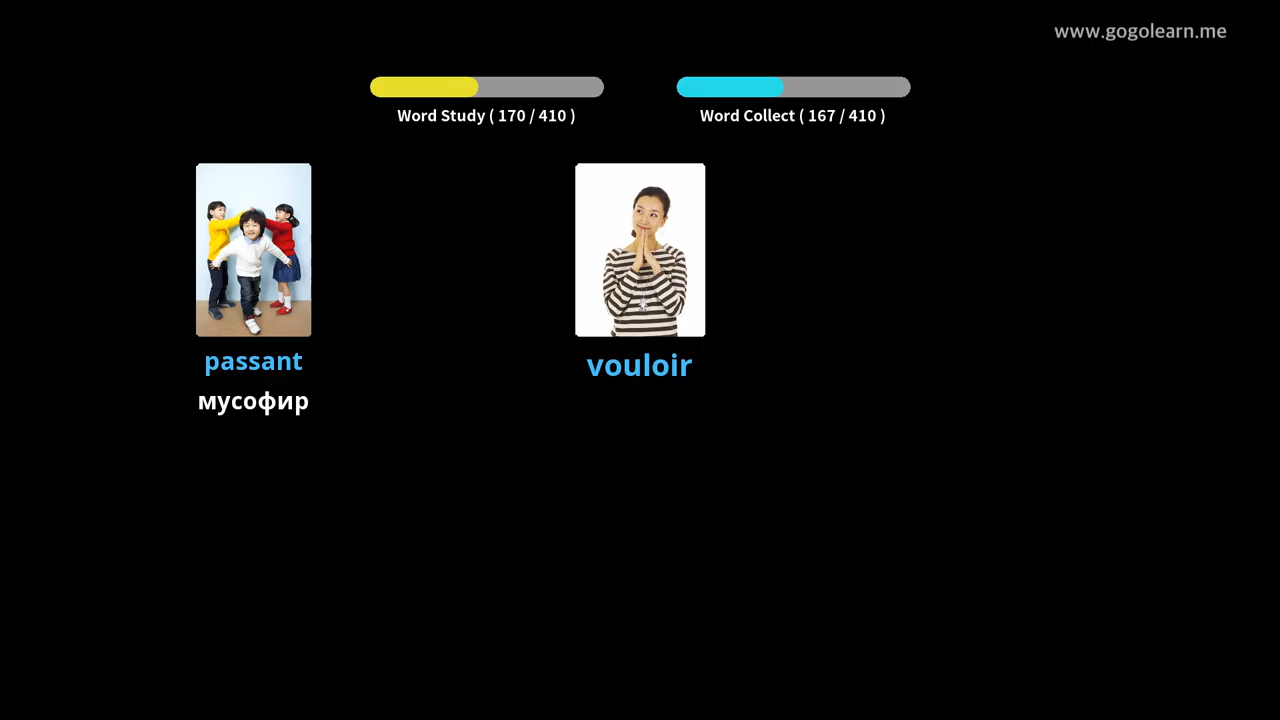 www.gogolearn.me
Word Study ( 170 / 410 )
Word Collect ( 167 / 410 )
passant
мусофир
vouloir